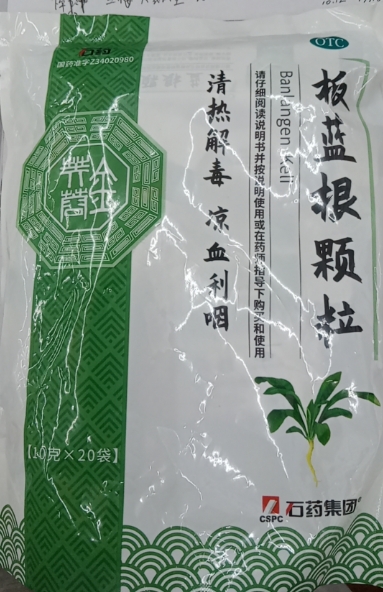 石药
国药准字Z34020980
OTC
板蓝根颗粒
Banlangen Keli
请仔细阅读说明书并按说明使用或在药师指导下购买和使用
清热解毒 凉血利咽
【10克×20袋】
CSPC
石药集团